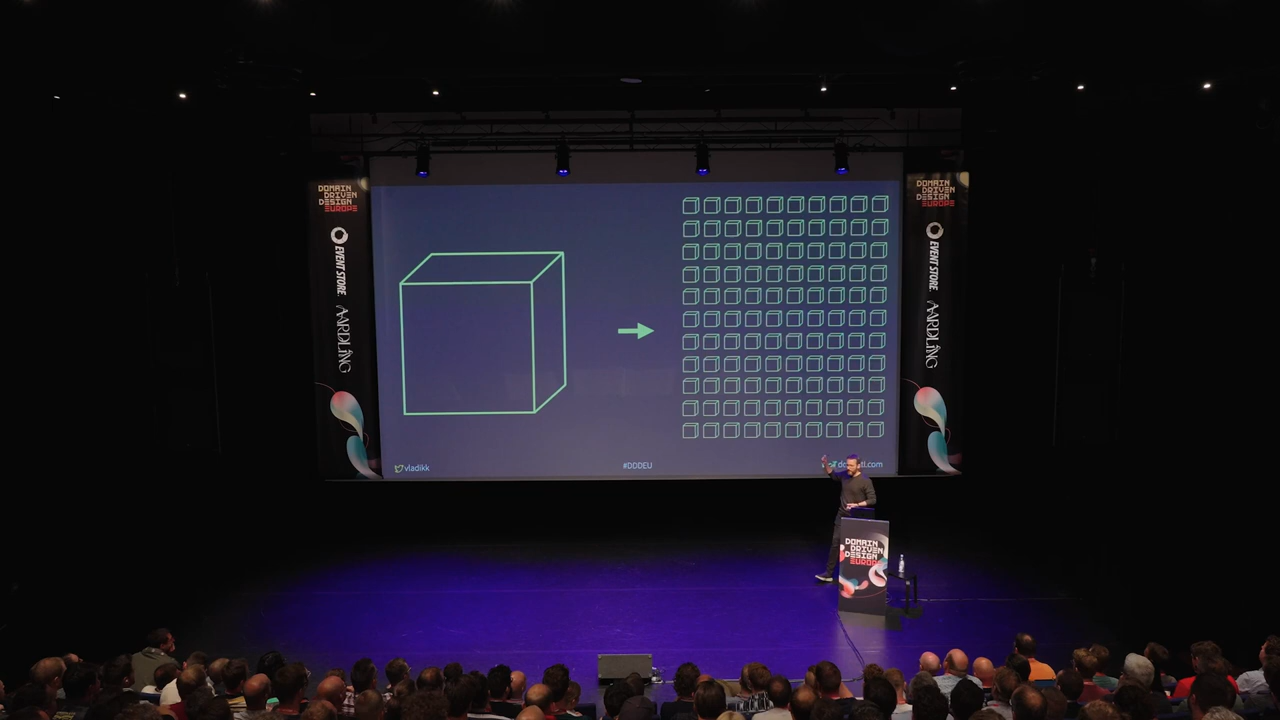 DOMAIN
DRIVEN
DESIGN
EUROPE
EVENT STORE
AARDLING
vladikk
#DDDEU
DOMAIN
DRIVEN
DESIGN
EUROPE
EVENT STORE
AARDLING
DOMAIN
DRIVEN
DESIGN
EUROPE